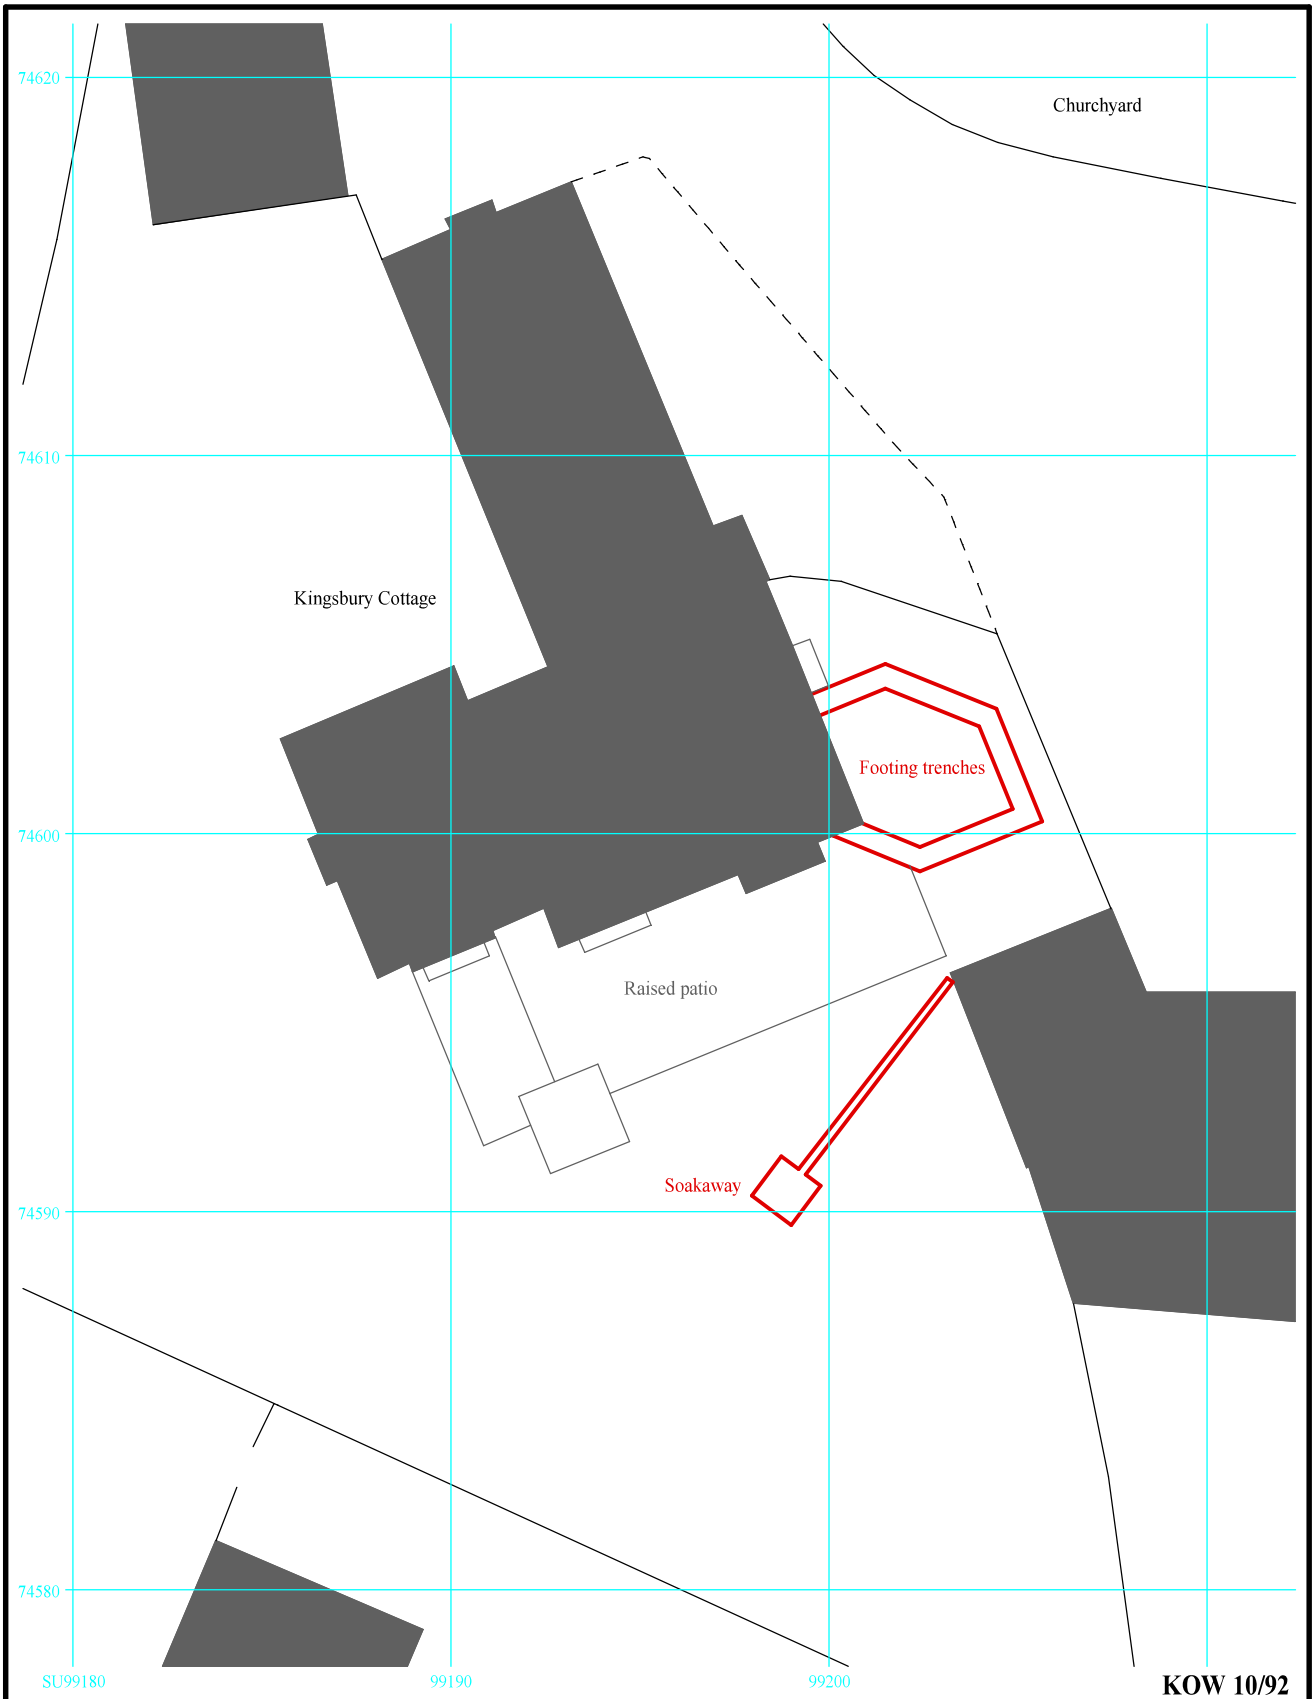 74620
Churchyard
74610
Kingsbury Cottage
Footing trenches
74600
Raised patio
Soakaway
74590
74580
SU99180
99190
99200
KOW 10/92